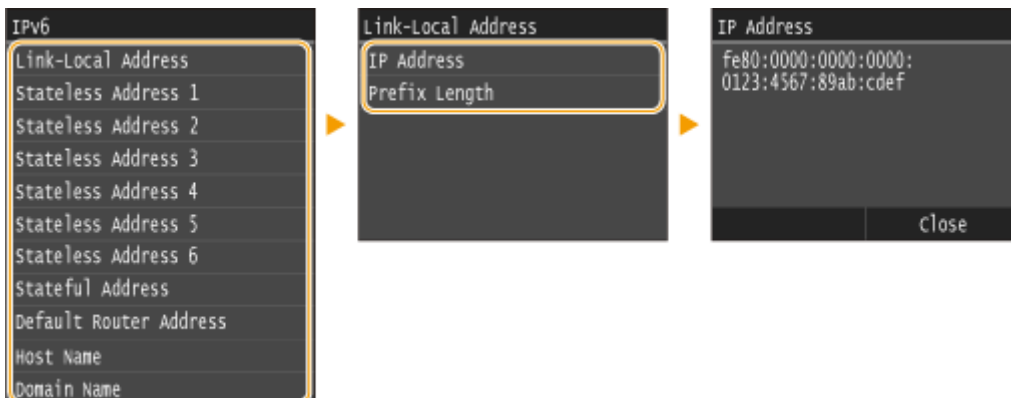 IPv6
Link-Local Address
Stateless Address 1
Stateless Address 2
Stateless Address 3
Stateless Address 4
Stateless Address 5
Stateless Address 6
Stateful Address
Default Router Address
Host Name
Domain Name
Link-Local Address
IP Address
Prefix Length
IP Address
fe80:0000:0000:0000:
0123:4567:89ab:cdef
Close